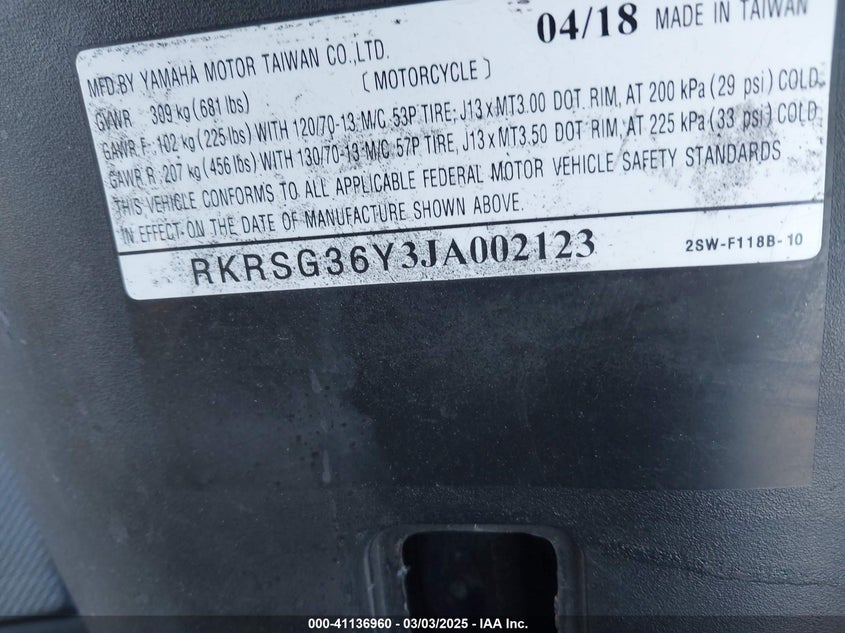 04/18 MADE IN TAIWAN
MFD.BY YAMAHA MOTOR TAIWAN CO.,LTD.
( MOTORCYCLE )
GVWR 309 kg (681 lbs)
GAWR F 102 kg (225 lbs) WITH 120/70-13 M/C 53P TIRE; J13 x MT3.00 DOT RIM, AT 200 kPa (29 psi) COLD.
GAWR R 207 kg (456 lbs) WITH 130/70-13 M/C 57P TIRE, J13 x MT3.50 DOT RIM, AT 225 kPa (33 psi) COLD
THIS VEHICLE CONFORMS TO ALL APPLICABLE FEDERAL MOTOR VEHICLE SAFETY STANDARDS
IN EFFECT ON THE DATE OF MANUFACTURE SHOWN ABOVE.
RKRSG36Y3JA002123
2SW-F118B-10
000-41136960 - 03/03/2025 - IAA Inc.